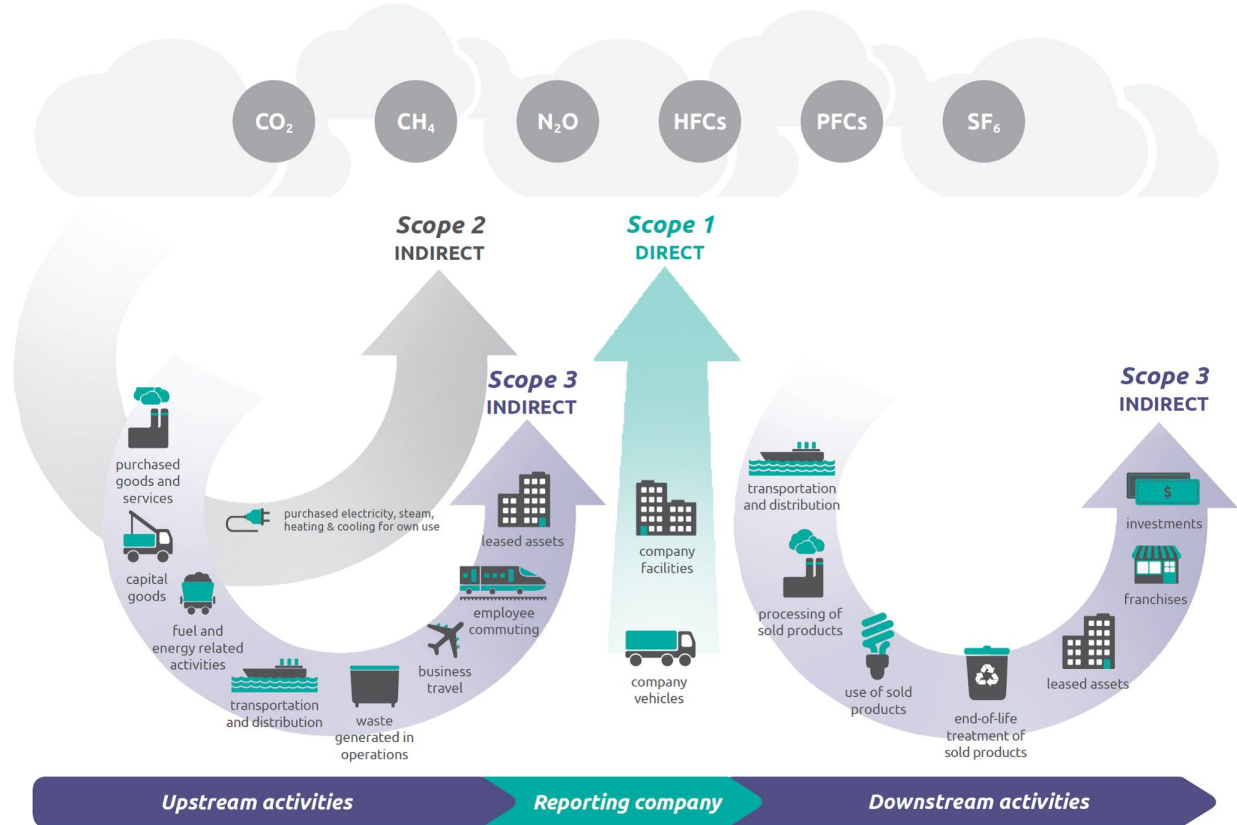 CO₂
CH₄
N₂O
HFCs
PFCs
SF₆
Scope 2
INDIRECT
Scope 1
DIRECT
Scope 3
INDIRECT
Scope 3
INDIRECT
purchased
goods and
services
capital
goods
fuel and
energy related
activities
transportation
and distribution
waste
generated in
operations
business
travel
employee
commuting
leased assets
purchased electricity, steam,
heating & cooling for own use
company
facilities
company
vehicles
transportation
and distribution
processing of
sold products
use of sold
products
end-of-life
treatment of
sold products
leased assets
franchises
$
investments
Upstream activities
Reporting company
Downstream activities